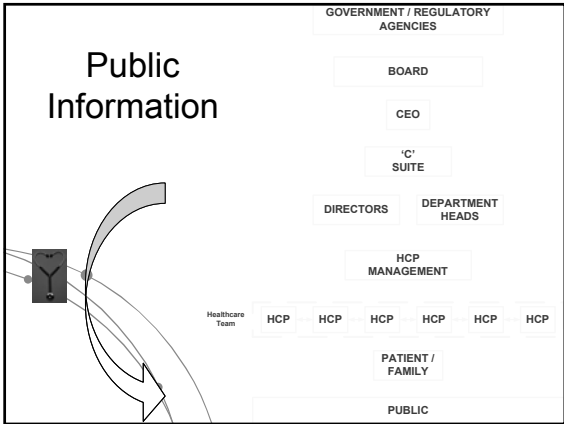 GOVERNMENT / REGULATORY
AGENCIES
Public
Information
BOARD
CEO
‘C’
SUITE
DIRECTORS
DEPARTMENT
HEADS
HCP
MANAGEMENT
Healthcare
Team
HCP HCP HCP HCP HCP HCP
PATIENT /
FAMILY
PUBLIC